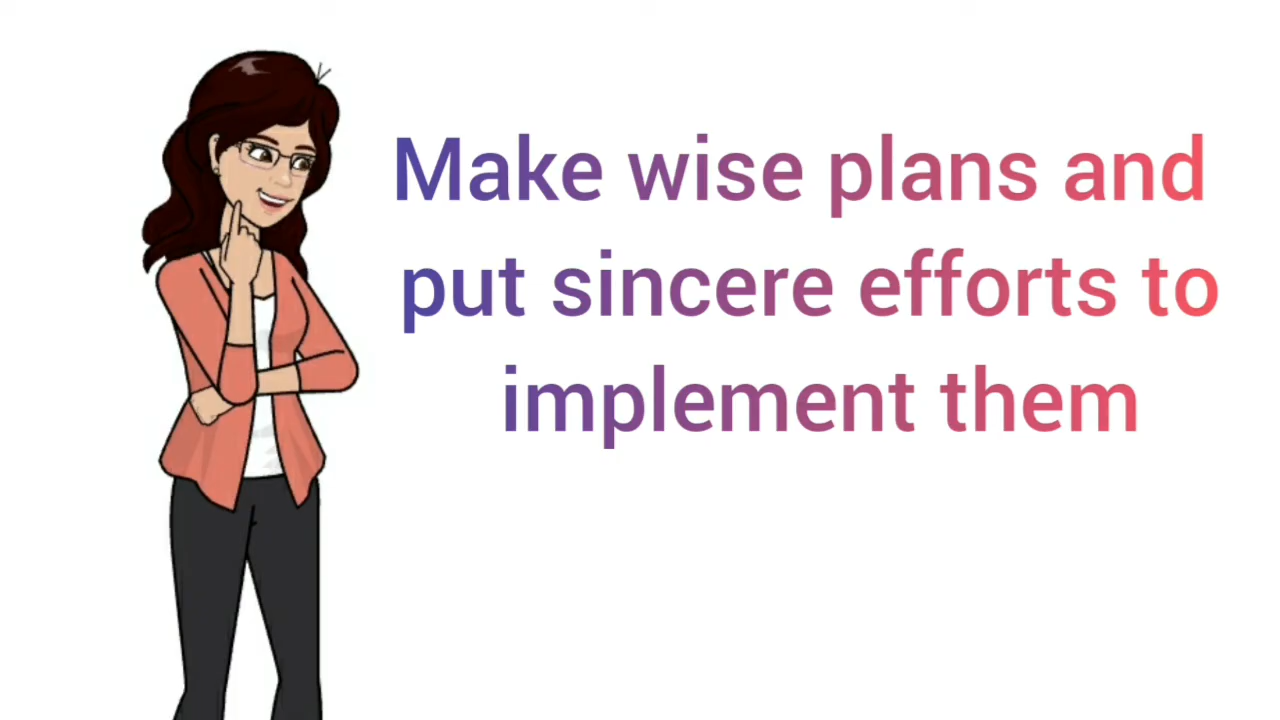 Make wise plans and
put sincere efforts to
implement them